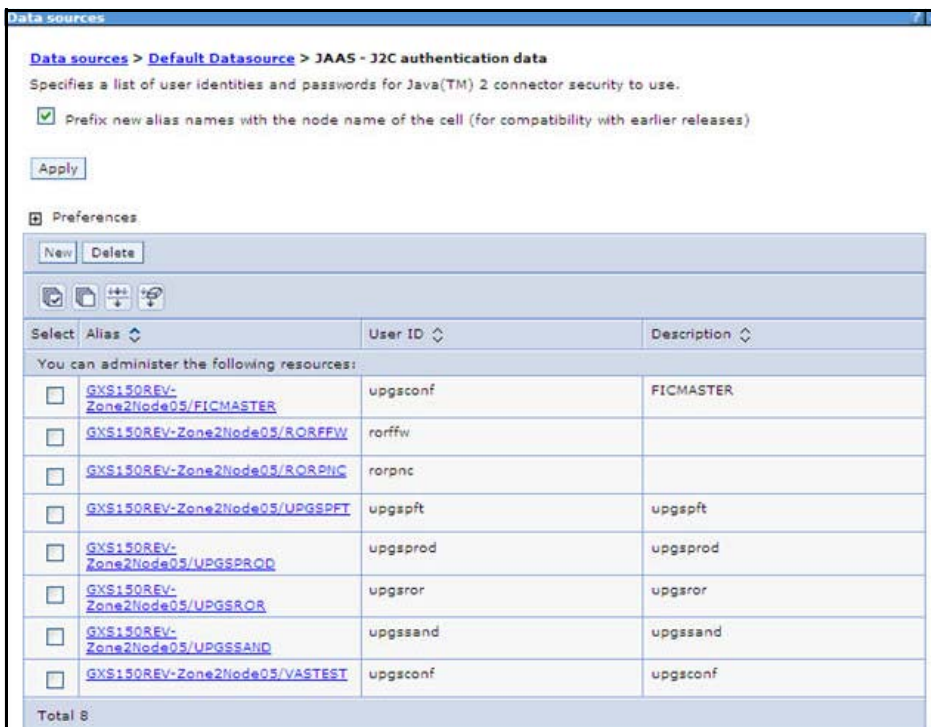 Data sources
?
Data sources > Default Datasource > JAAS - J2C authentication data
Specifies a list of user identities and passwords for Java(TM) 2 connector security to use.
Prefix new alias names with the node name of the cell (for compatibility with earlier releases)
Apply
Preferences
New Delete
Select Alias User ID Description
You can administer the following resources:
GXS150REV-
Zone2Node05/FICMASTER upgsconf FICMASTER
GXS150REV-Zone2Node05/RORFFW rorffw
GXS150REV-Zone2Node05/RORPNC rorpnc
GXS150REV-Zone2Node05/UPGSPFT upgspft upgspft
GXS150REV-
Zone2Node05/UPGSPROD upgsprod upgsprod
GXS150REV-
Zone2Node05/UPGSROR upgsror upgsror
GXS150REV-
Zone2Node05/UPGSSAND upgssand upgssand
GXS150REV-Zone2Node05/VASTEST upgsconf upgsconf
Total 8